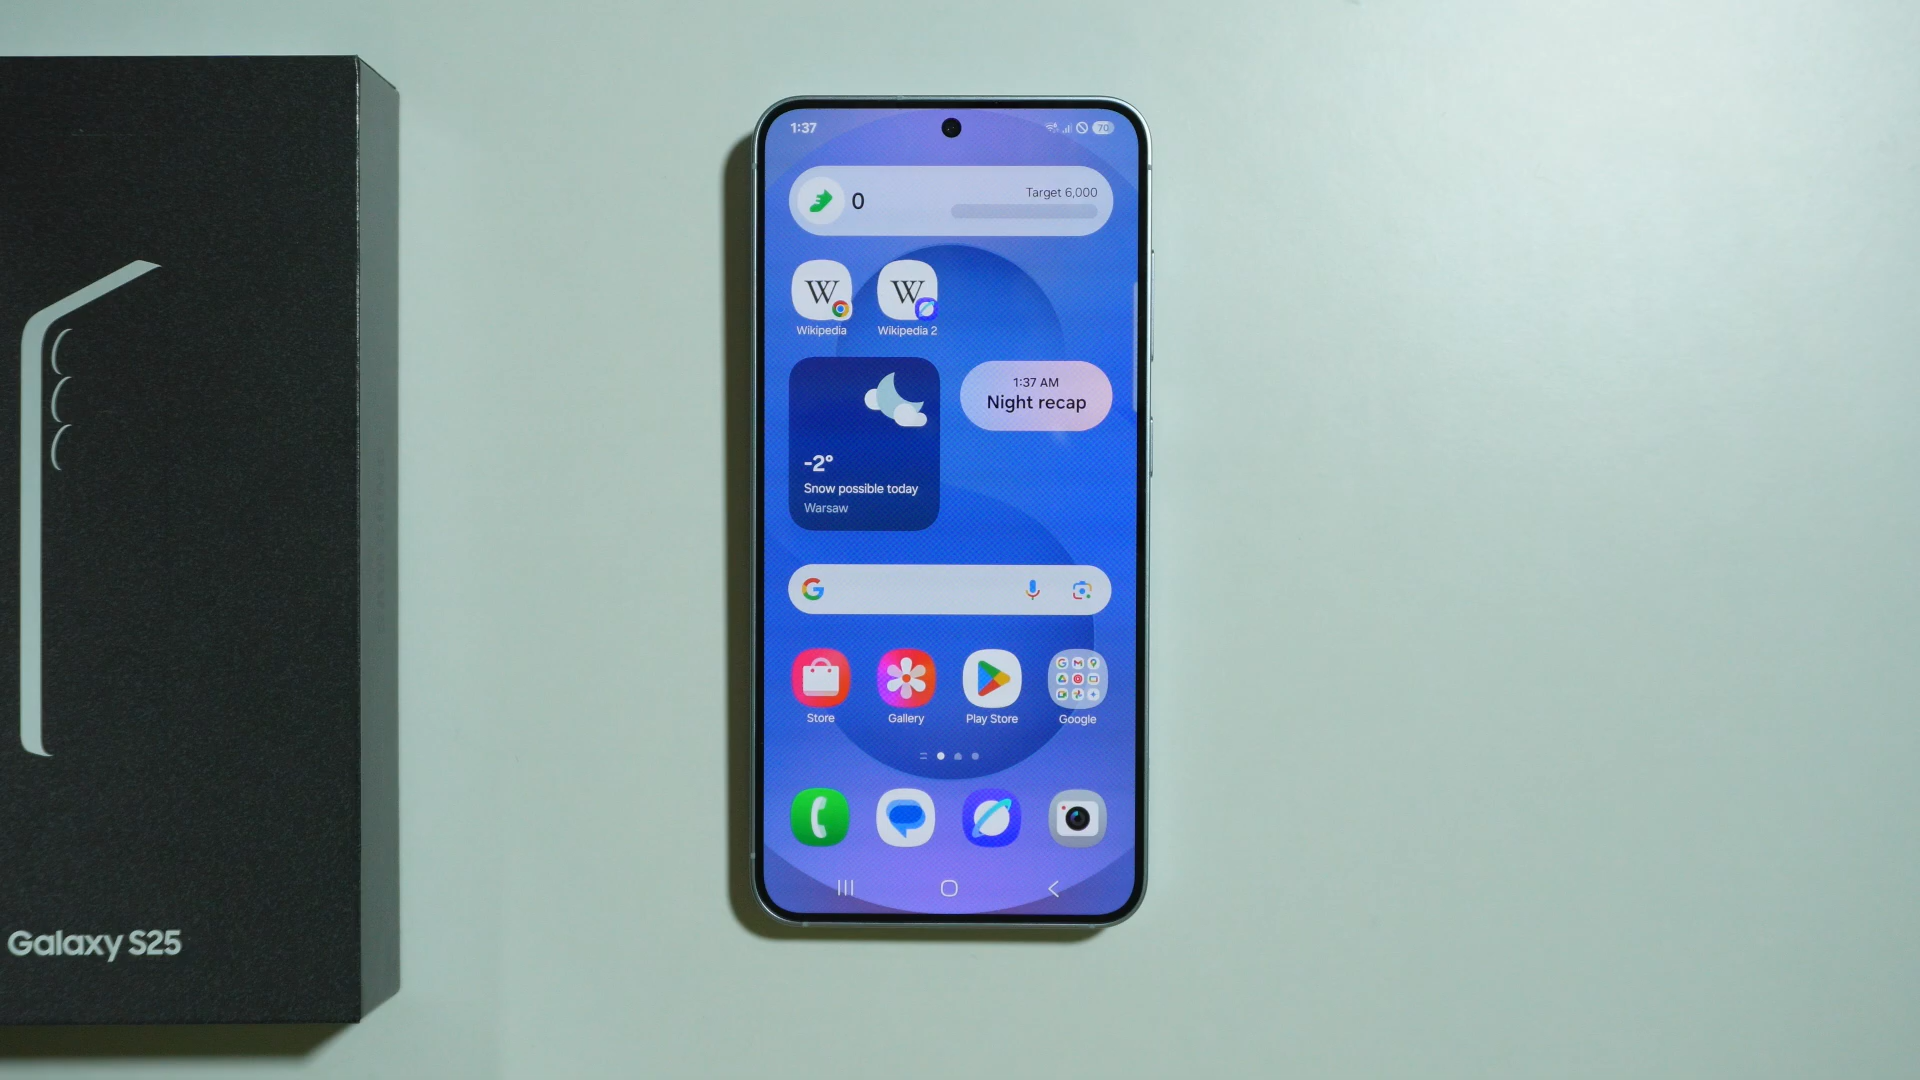 1:37
70
0
Target 6,000
W
W
Wikipedia
Wikipedia 2
1:37 AM
Night recap
-2°
Snow possible today
Warsaw
G
Store
Gallery
Play Store
Google
Galaxy S25